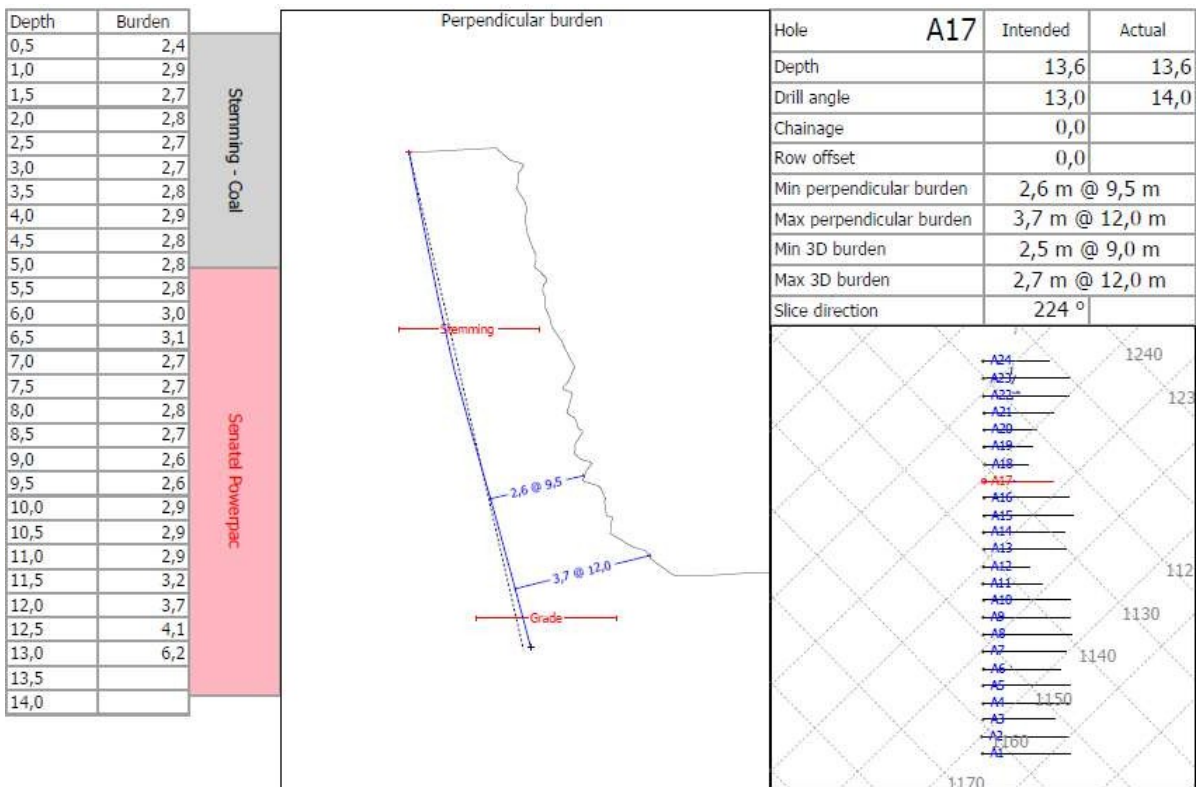 Depth Burden
0,5 2,4
1,0 2,9
1,5 2,7
2,0 2,8
2,5 2,7
3,0 2,7
3,5 2,8
4,0 2,9
4,5 2,8
5,0 2,8
5,5 2,8
6,0 3,0
6,5 3,1
7,0 2,7
7,5 2,7
8,0 2,8
8,5 2,7
9,0 2,6
9,5 2,6
10,0 2,9
10,5 2,9
11,0 2,9
11,5 3,2
12,0 3,7
12,5 4,1
13,0 6,2
13,5
14,0
Stemming - Coal
Senatel Powerpac
Perpendicular burden
Stemming
2,6 @ 9,5
3,7 @ 12,0
Grade
Hole A17 Intended Actual
Depth 13,6 13,6
Drill angle 13,0 14,0
Chainage 0,0
Row offset 0,0
Min perpendicular burden 2,6 m @ 9,5 m
Max perpendicular burden 3,7 m @ 12,0 m
Min 3D burden 2,5 m @ 9,0 m
Max 3D burden 2,7 m @ 12,0 m
Slice direction 224 º
1240
A24
A23
A22
123
A21
A20
A19
A18
A17
A16
A15
A14
A13
A12
112
A11
A10
A9
1130
A8
A7
1140
A6
A5
A4
1150
A3
A2
1160
A1
1170